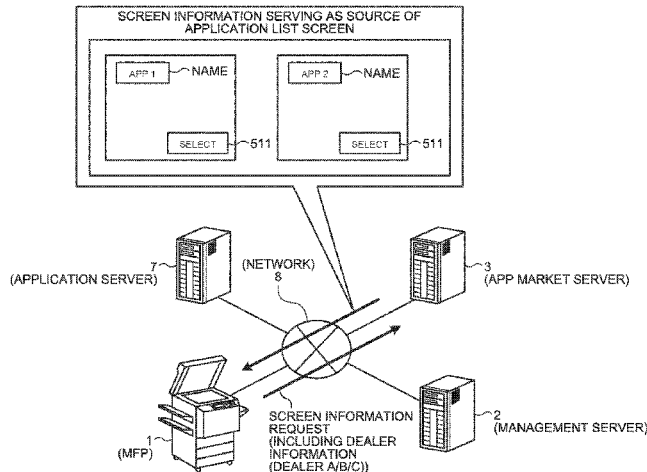 SCREEN INFORMATION SERVING AS SOURCE OF
APPLICATION LIST SCREEN
APP 1 NAME
APP 2 NAME
SELECT 511
SELECT 511
7
(APPLICATION SERVER)
(NETWORK)
8
3
(APP MARKET SERVER)
1
(MFP)
SCREEN INFORMATION
REQUEST
(INCLUDING DEALER
INFORMATION
(DEALER A/B/C))
2
(MANAGEMENT SERVER)